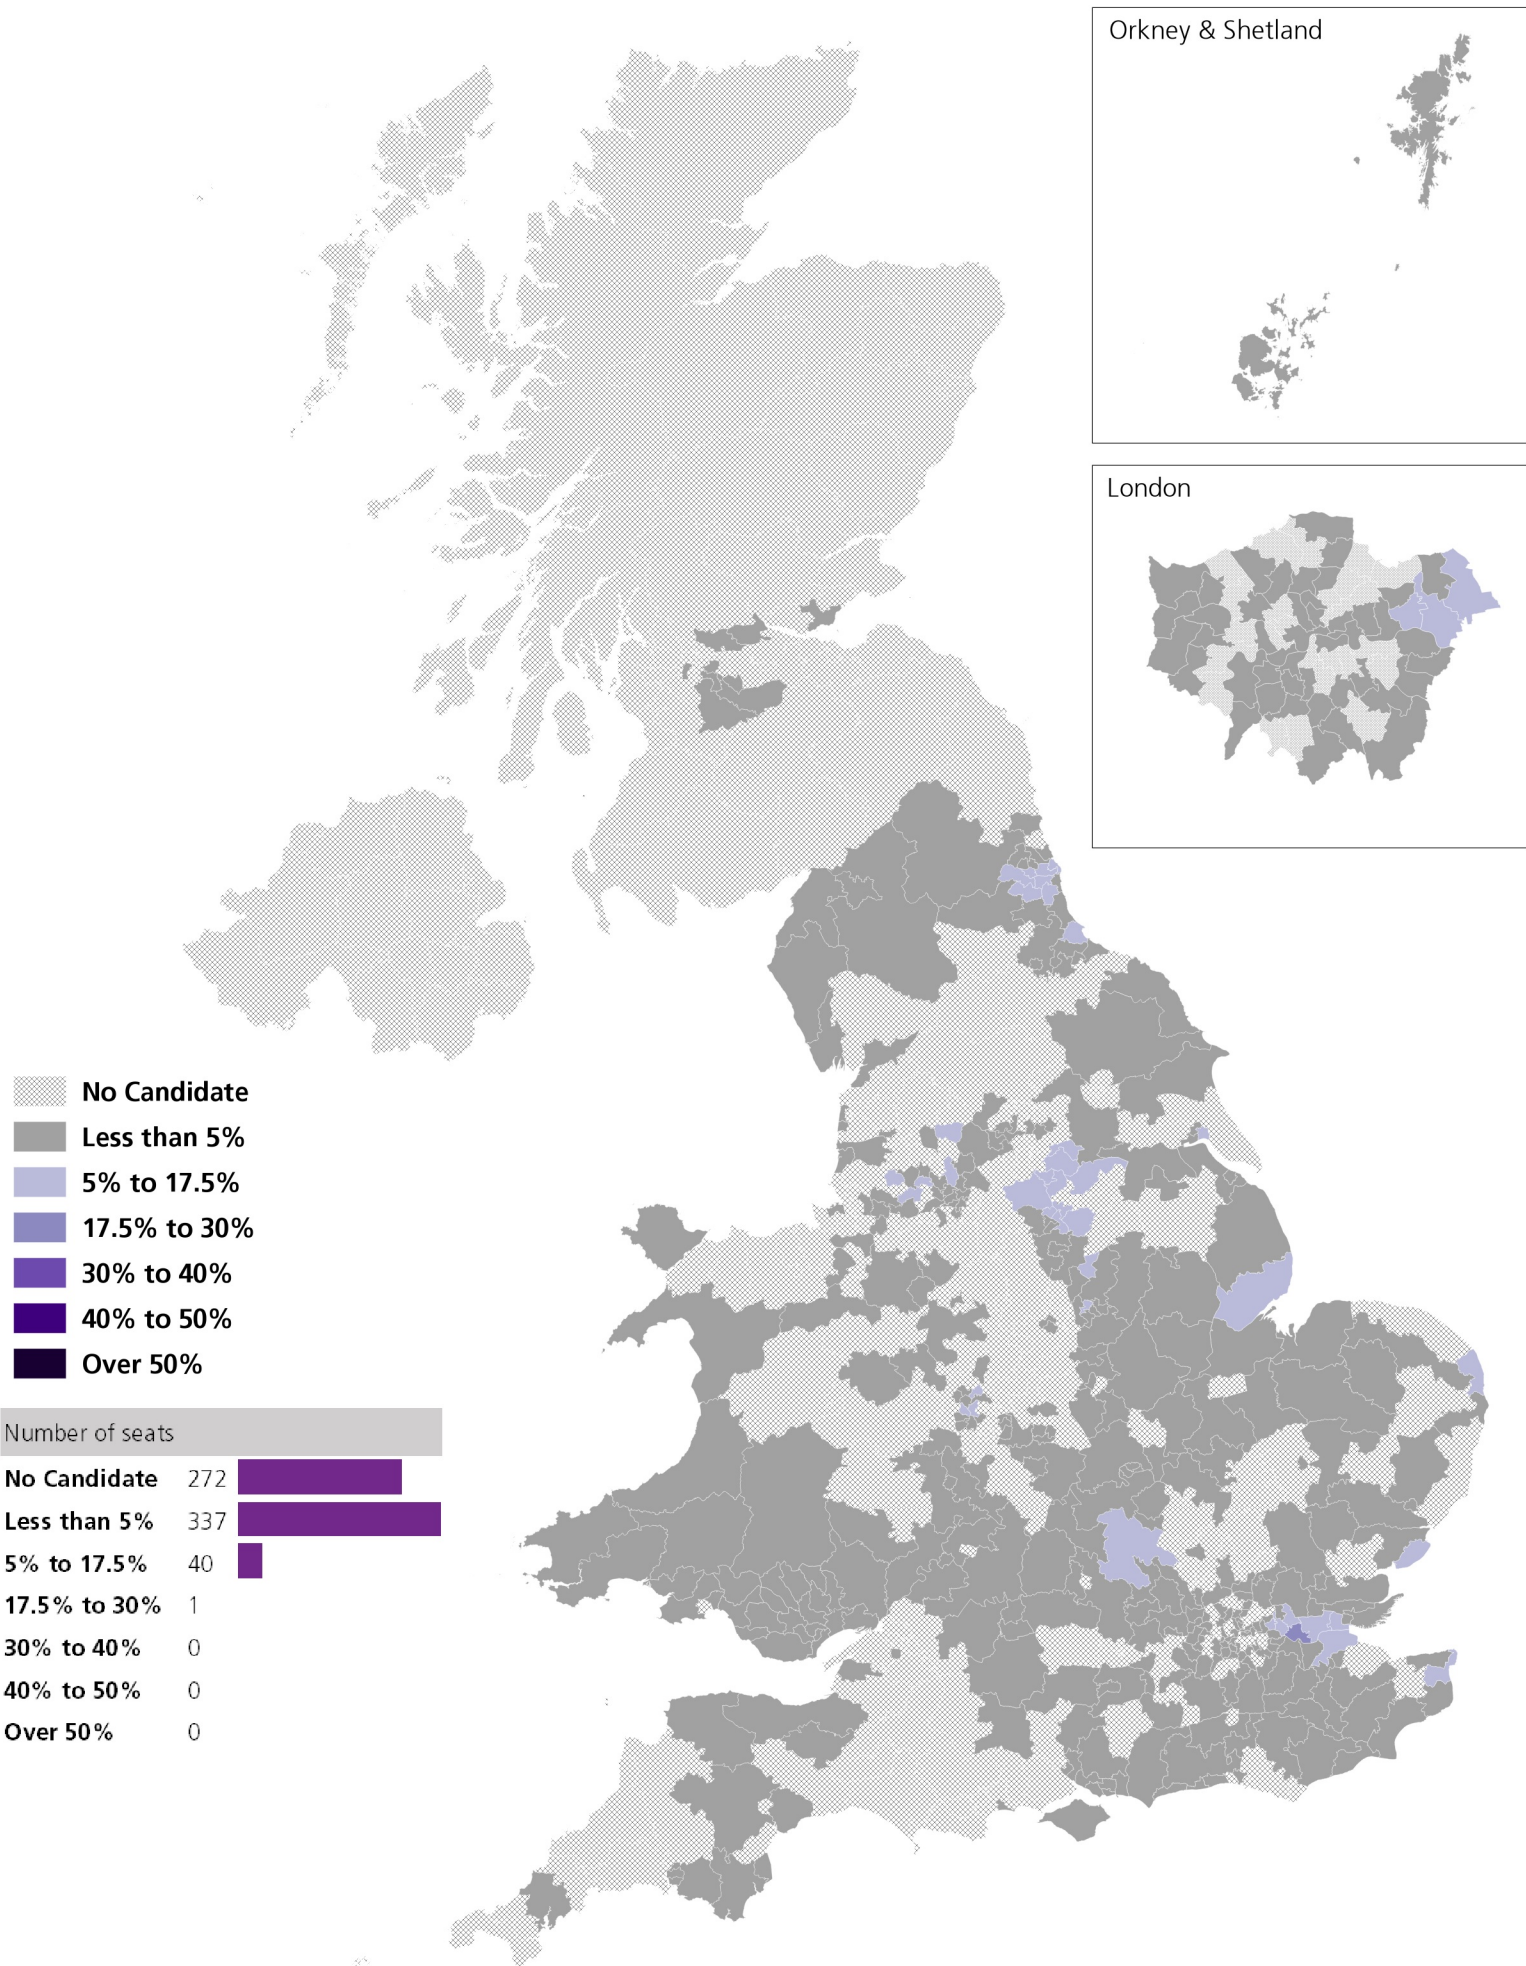 Orkney & Shetland
London
No Candidate
Less than 5%
5% to 17.5%
17.5% to 30%
30% to 40%
40% to 50%
Over 50%
Number of seats
No Candidate 272
Less than 5% 337
5% to 17.5% 40
17.5% to 30% 1
30% to 40% 0
40% to 50% 0
Over 50% 0